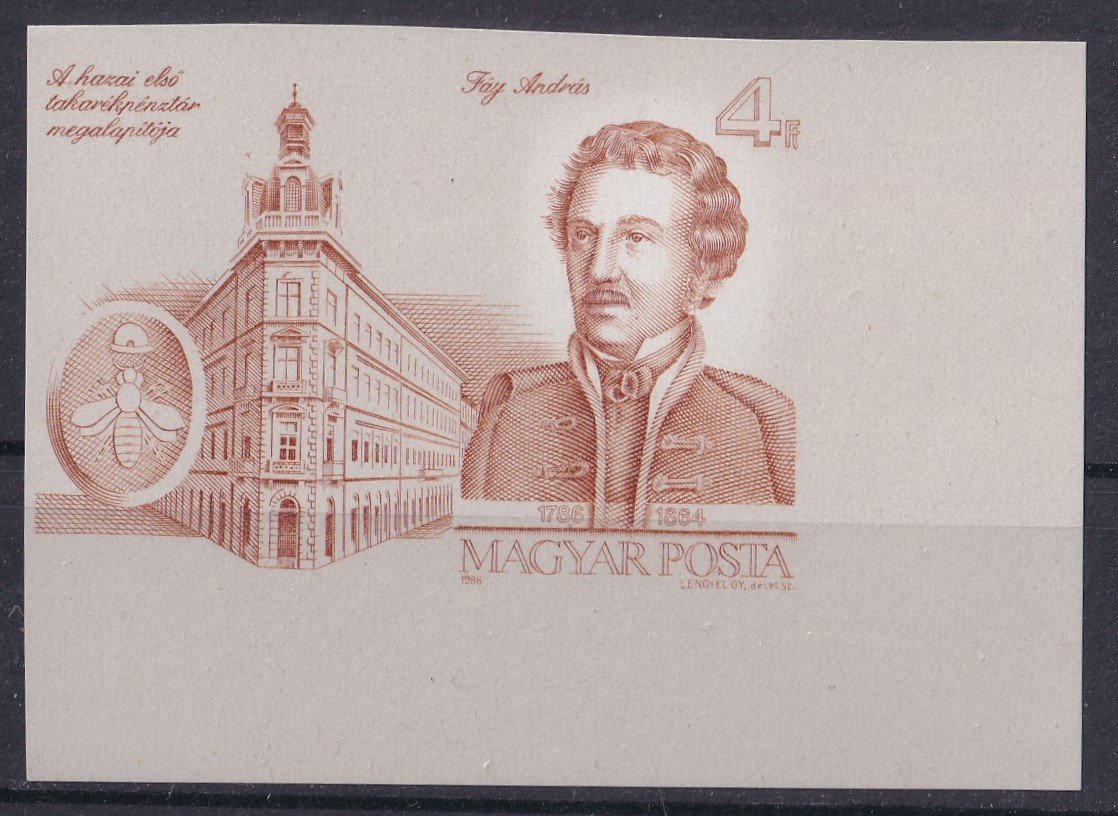 A hazai első
takarékpénztár
megalapítója
Fáy András
4 Ft
1786 1864
MAGYAR POSTA
1986
LENGYEL GY. del. et sc.